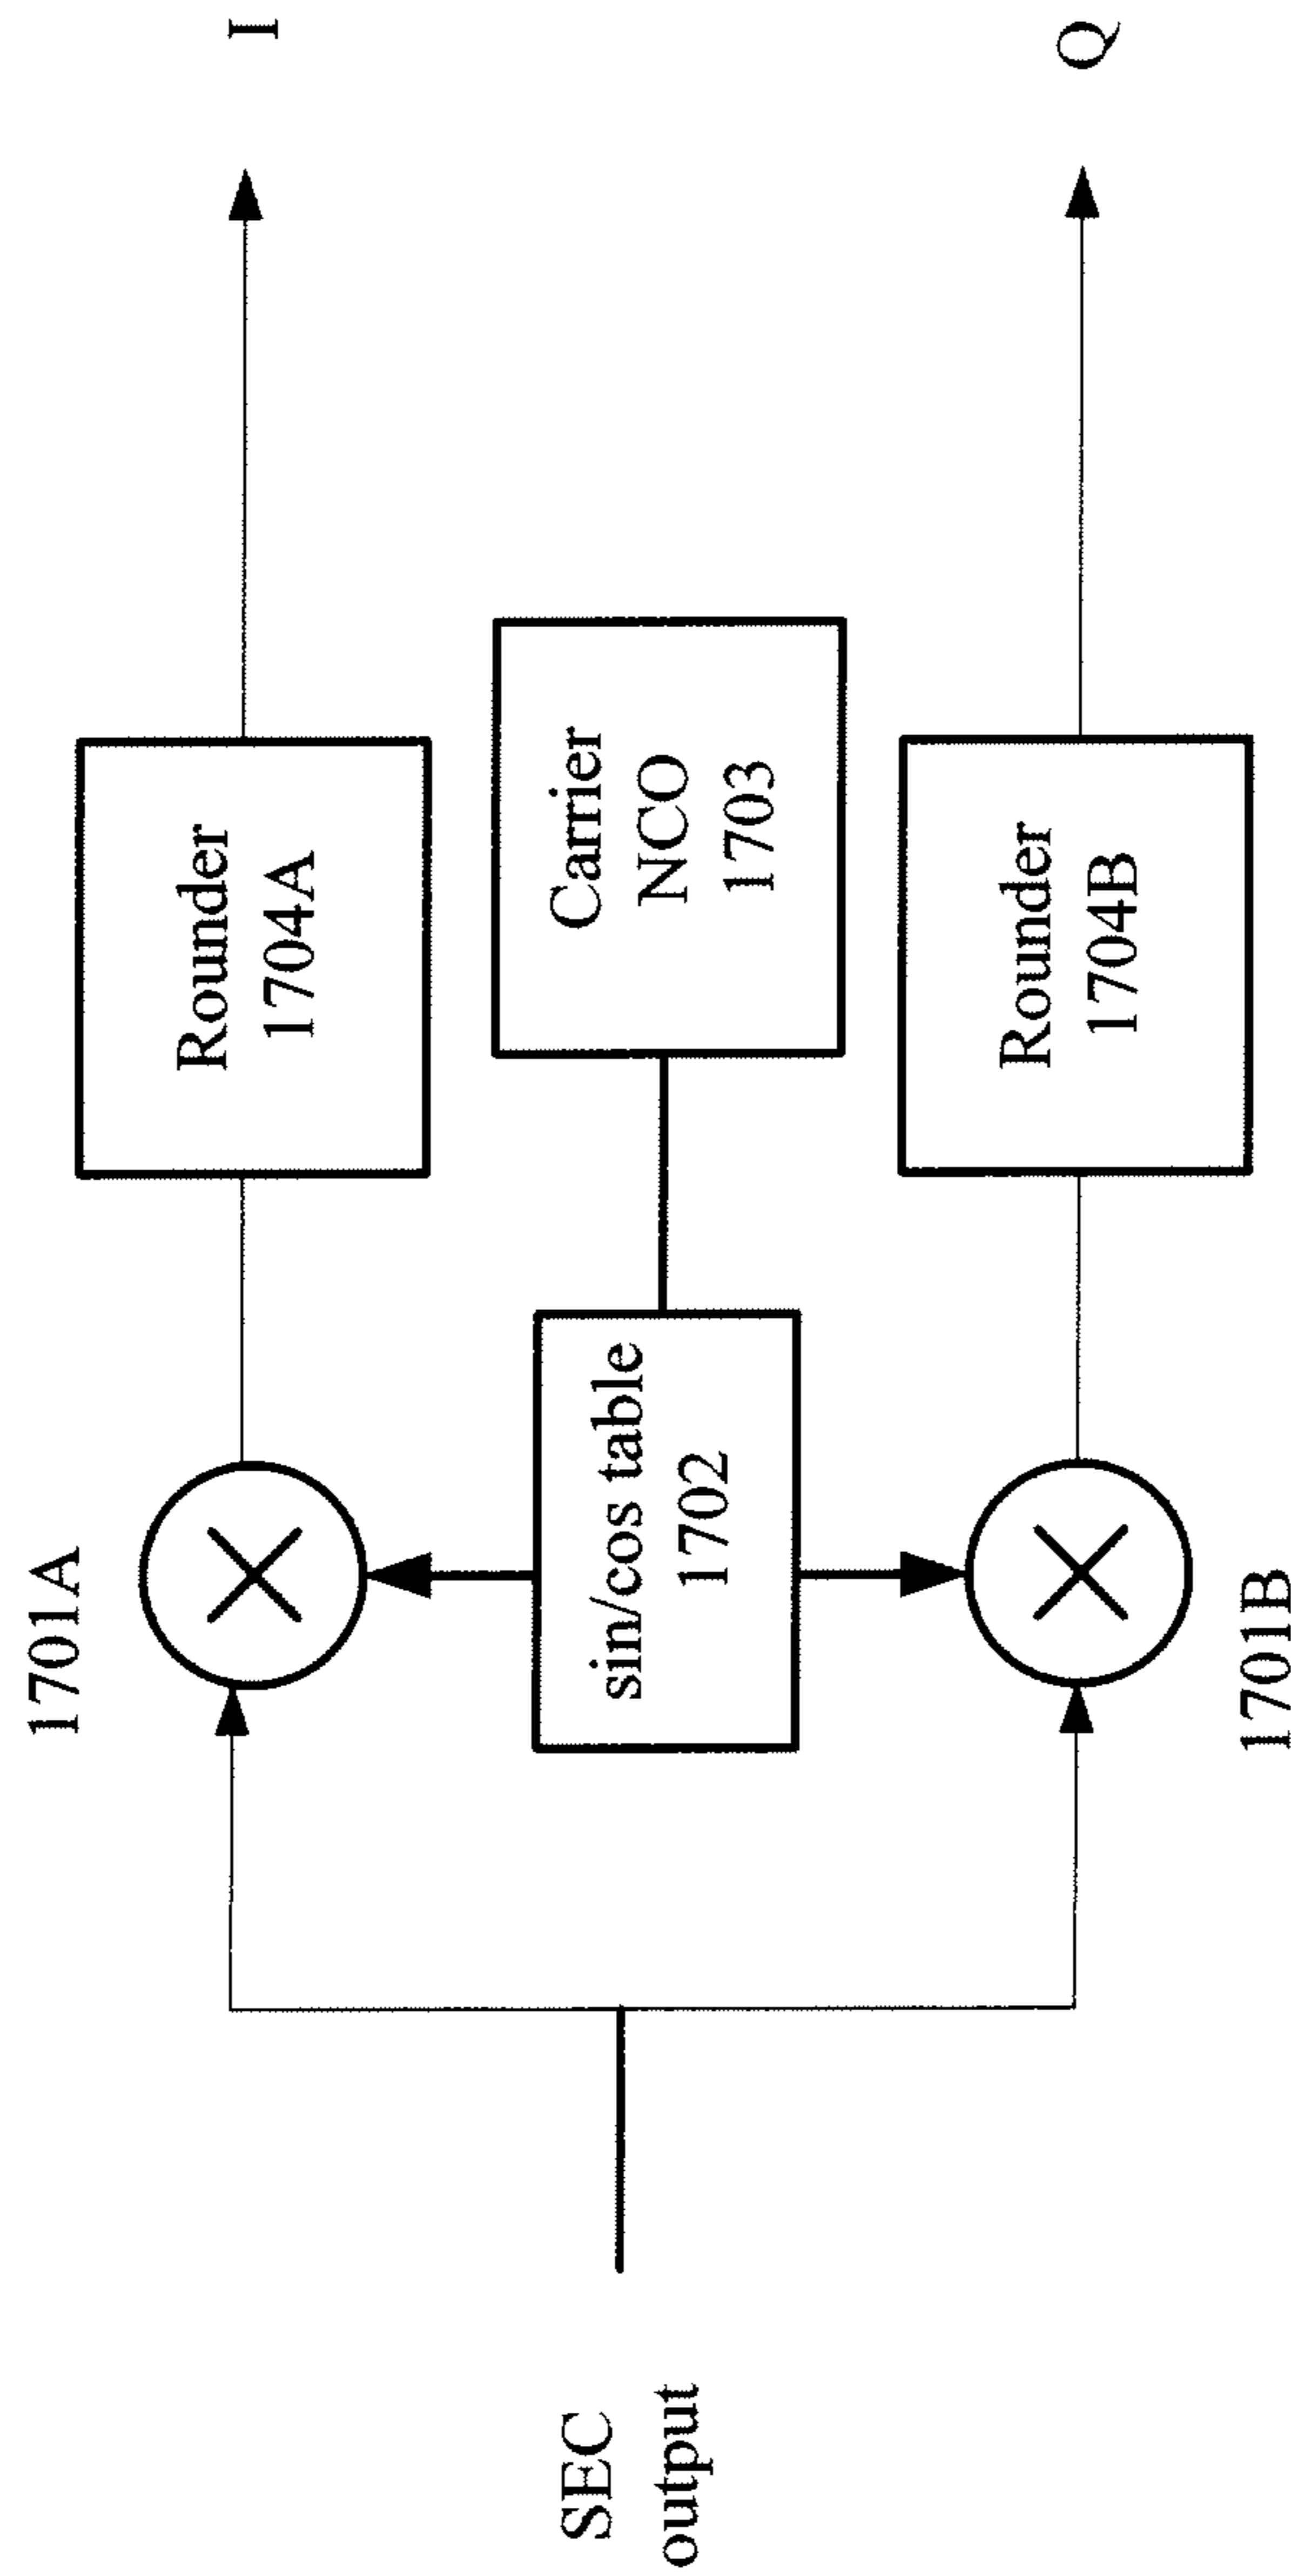 1701A
Rounder
1704A
I
SEC
output
sin/cos table
1702
Carrier
NCO
1703
1701B
Rounder
1704B
Q